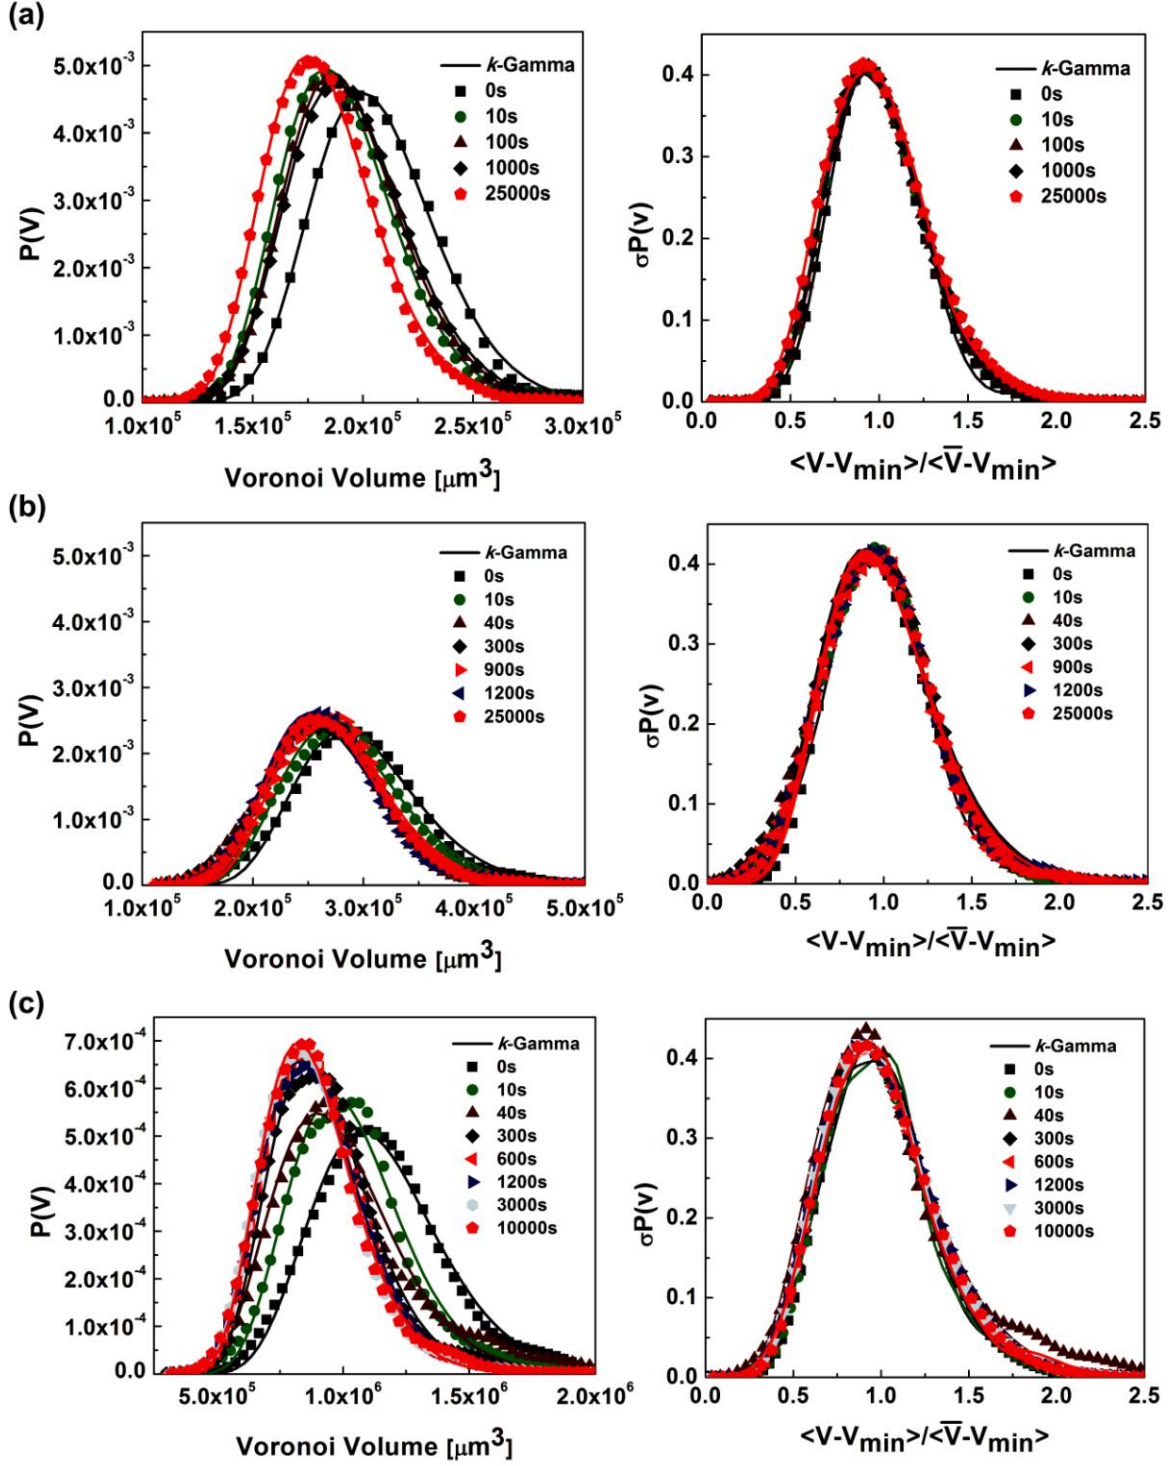 (a)
5.0x10⁻³
4.0x10⁻³
3.0x10⁻³
2.0x10⁻³
1.0x10⁻³
0.0
P(V)
k-Gamma
0s
10s
100s
1000s
25000s
1.0x10⁵ 1.5x10⁵ 2.0x10⁵ 2.5x10⁵ 3.0x10⁵
Voronoi Volume [μm³]
0.4
0.3
0.2
0.1
0.0
σP(v)
k-Gamma
0s
10s
100s
1000s
25000s
0.0 0.5 1.0 1.5 2.0 2.5
<V-Vmin>/<V̅-Vmin>
(b)
5.0x10⁻³
4.0x10⁻³
3.0x10⁻³
2.0x10⁻³
1.0x10⁻³
0.0
P(V)
k-Gamma
0s
10s
40s
300s
900s
1200s
25000s
1.0x10⁵ 2.0x10⁵ 3.0x10⁵ 4.0x10⁵ 5.0x10⁵
Voronoi Volume [μm³]
0.4
0.3
0.2
0.1
0.0
σP(v)
k-Gamma
0s
10s
40s
300s
900s
1200s
25000s
0.0 0.5 1.0 1.5 2.0 2.5
<V-Vmin>/<V̅-Vmin>
(c)
7.0x10⁻⁴
6.0x10⁻⁴
5.0x10⁻⁴
4.0x10⁻⁴
3.0x10⁻⁴
2.0x10⁻⁴
1.0x10⁻⁴
0.0
P(V)
k-Gamma
0s
10s
40s
300s
600s
1200s
3000s
10000s
5.0x10⁵ 1.0x10⁶ 1.5x10⁶ 2.0x10⁶
Voronoi Volume [μm³]
0.4
0.3
0.2
0.1
0.0
σP(v)
k-Gamma
0s
10s
40s
300s
600s
1200s
3000s
10000s
0.0 0.5 1.0 1.5 2.0 2.5
<V-Vmin>/<V̅-Vmin>